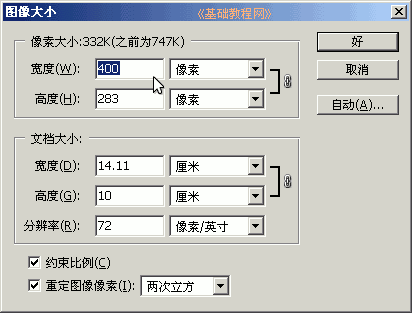 图像大小 《基础教程网》
像素大小:332K(之前为747K)
宽度(W): 400 像素
高度(H): 283 像素
文档大小:
宽度(D): 14.11 厘米
高度(G): 10 厘米
分辨率(R): 72 像素/英寸
约束比例(C)
重定图像像素(I): 两次立方
好
取消
自动(A)...